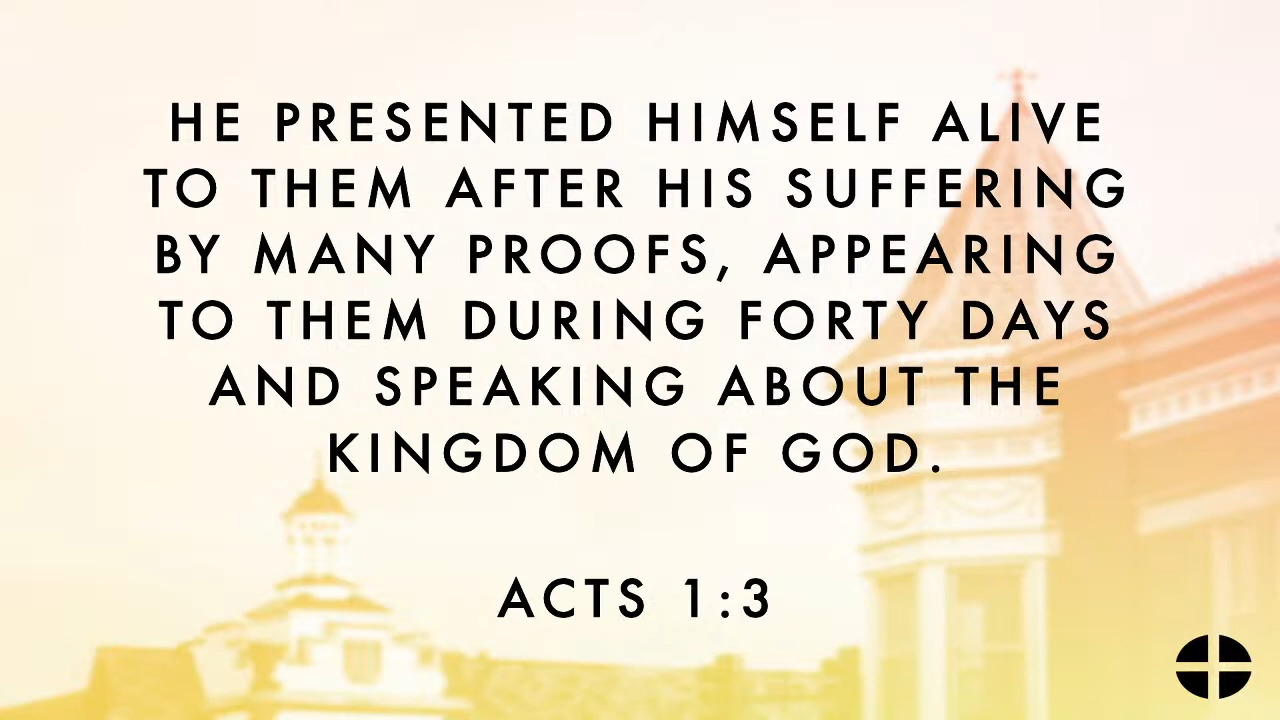 HE PRESENTED HIMSELF ALIVE
TO THEM AFTER HIS SUFFERING
BY MANY PROOFS, APPEARING
TO THEM DURING FORTY DAYS
AND SPEAKING ABOUT THE
KINGDOM OF GOD.
ACTS 1:3